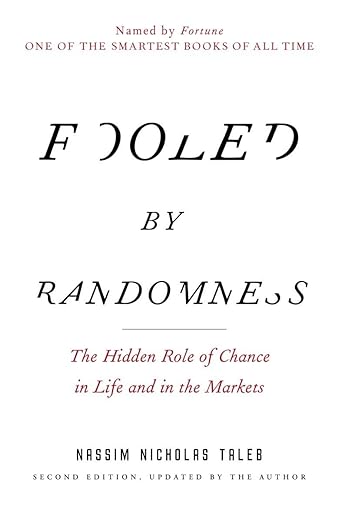 Named by Fortune
ONE OF THE SMARTEST BOOKS OF ALL TIME
FOOLED
BY
RANDOMNESS
The Hidden Role of Chance
in Life and in the Markets
NASSIM NICHOLAS TALEB
SECOND EDITION, UPDATED BY THE AUTHOR